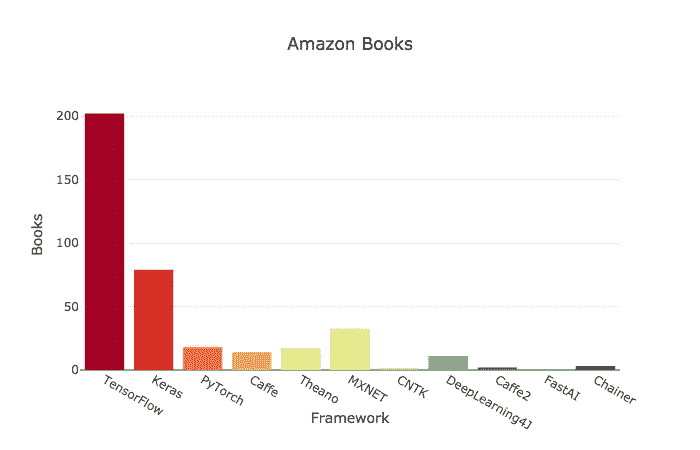 Amazon Books
200
150
100
50
0
Books
TensorFlow
Keras
PyTorch
Caffe
Theano
MXNET
CNTK
DeepLearning4J
Caffe2
FastAI
Chainer
Framework